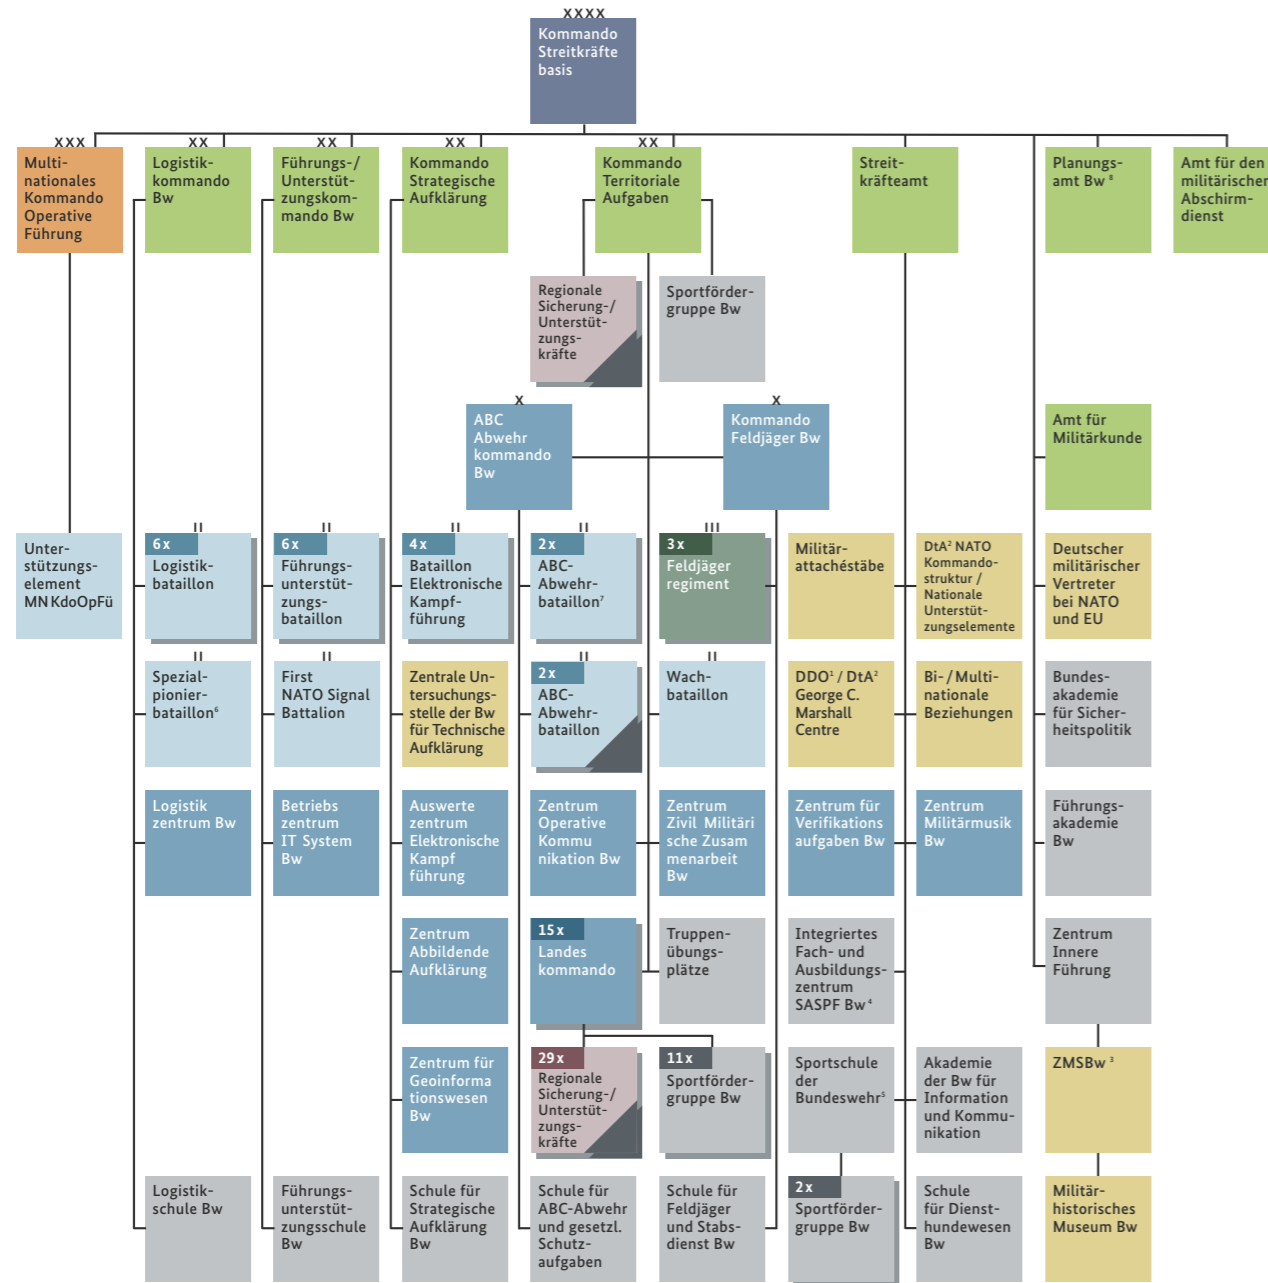 XXXX
Kommando
Streitkräfte
basis
XXX
Multi-
nationales
Kommando
Operative
Führung
XX
Logistik-
kommando
Bw
XX
Führungs-/
Unterstüt-
zungskom-
mando Bw
XX
Kommando
Strategische
Aufklärung
XX
Kommando
Territoriale
Aufgaben
Streit-
kräfteamt
Planungs-
amt Bw ⁸
Amt für den
militärischen
Abschirm-
dienst
Regionale
Sicherung-/
Unterstüt-
zungs-
kräfte
Sportförder-
gruppe Bw
X
ABC
Abwehr
kommando
Bw
X
Kommando
Feldjäger Bw
Amt für
Militärkunde
Unter-
stützungs-
element
MN KdoOpFü
II
6x
Logistik-
bataillon
II
6x
Führungs-
unterstüt-
zungs-
bataillon
II
4x
Bataillon
Elektronische
Kampf-
führung
II
2x
ABC-
Abwehr-
bataillon⁷
III
3x
Feldjäger
regiment
Militär-
attachéstäbe
DtA² NATO
Kommando-
struktur /
Nationale
Unterstüt-
zungselemente
Deutscher
militärischer
Vertreter
bei NATO
und EU
II
Spezial-
pionier-
bataillon⁶
II
First
NATO Signal
Battalion
Zentrale Un-
tersuchungs-
stelle der Bw
für Technische
Aufklärung
II
2x
ABC-
Abwehr-
bataillon
II
Wach-
bataillon
DDO¹ / DtA²
George C.
Marshall
Centre
Bi- / Multi-
nationale
Beziehungen
Bundes-
akademie
für Sicher-
heitspolitik
Logistik
zentrum Bw
Betriebs
zentrum
IT System
Bw
Auswerte
zentrum
Elektronische
Kampf
führung
Zentrum
Operative
Kommu
nikation Bw
Zentrum
Zivil Militäri
sche Zusam
menarbeit
Bw
Zentrum für
Verifikations
aufgaben Bw
Zentrum
Militärmusik
Bw
Führungs-
akademie
Bw
Zentrum
Abbildende
Aufklärung
15x
Landes
kommando
Truppen-
übungs-
plätze
Integriertes
Fach- und
Ausbildungs-
zentrum
SASPF Bw ⁴
Zentrum
Innere
Führung
Zentrum für
Geoinforma
tionswesen
Bw
29x
Regionale
Sicherung-/
Unterstüt-
zungs-
kräfte
11x
Sportförder-
gruppe Bw
Sportschule
der
Bundeswehr⁵
Akademie
der Bw für
Information
und Kommu-
nikation
ZMSBw ³
Logistik-
schule Bw
Führungs-
unterstüt-
zungsschule
Bw
Schule für
Strategische
Aufklärung
Bw
Schule für
ABC-Abwehr
und gesetzl.
Schutz-
aufgaben
Schule für
Feldjäger
und Stabs-
dienst Bw
2x
Sportförder-
gruppe Bw
Schule
für Dienst-
hundewesen
Bw
Militär-
historisches
Museum Bw